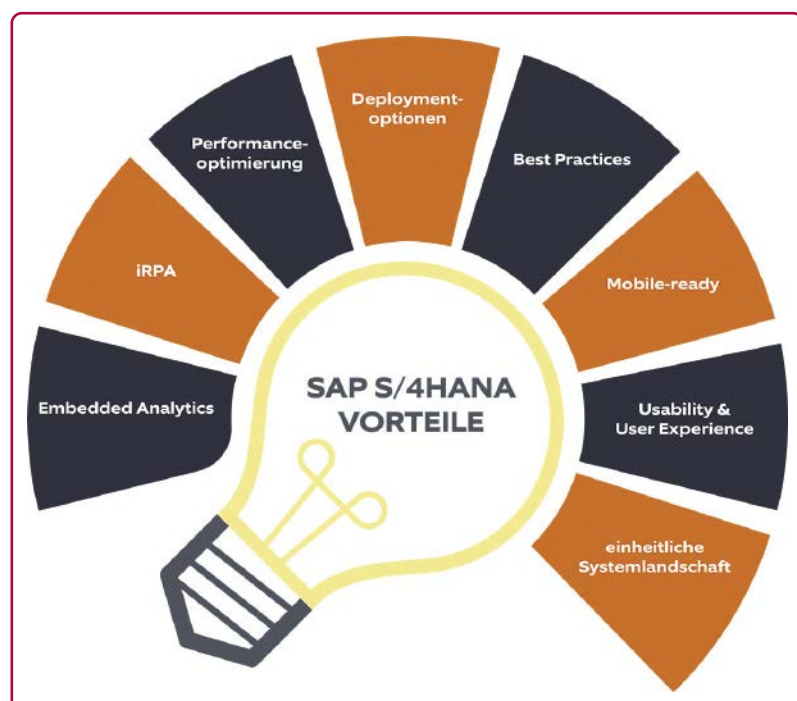 Deployment-
optionen
Performance-
optimierung
Best Practices
iRPA
Mobile-ready
Embedded Analytics
SAP S/4HANA
VORTEILE
Usability &
User Experience
einheitliche
Systemlandschaft